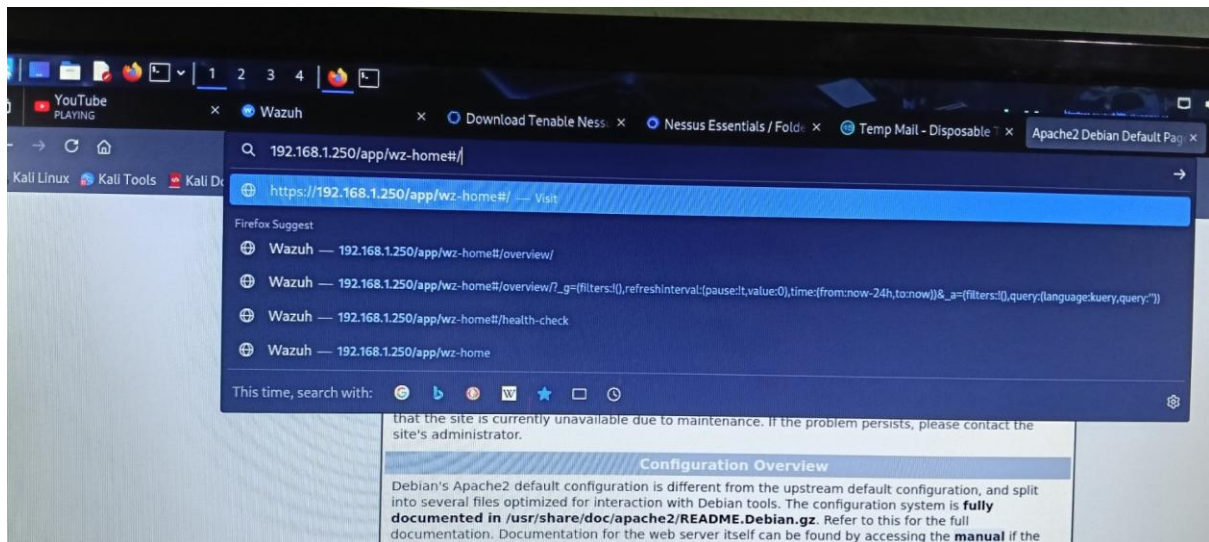 1 2 3 4
YouTube
PLAYING
Wazuh
Download Tenable Ness
Nessus Essentials / Folde
Temp Mail - Disposable T
Apache2 Debian Default Pag
192.168.1.250/app/wz-home#/
Kali Linux Kali Tools Kali Do
https://192.168.1.250/app/wz-home#/ — Visit
Firefox Suggest
Wazuh — 192.168.1.250/app/wz-home#/overview/
Wazuh — 192.168.1.250/app/wz-home#/overview/?_g=(filters:!(),refreshInterval:(pause:!t,value:0),time:(from:now-24h,to:now))&_a=(filters:!(),query:(language:kuery,query:''))
Wazuh — 192.168.1.250/app/wz-home#/health-check
Wazuh — 192.168.1.250/app/wz-home
This time, search with:
that the site is currently unavailable due to maintenance. If the problem persists, please contact the
site's administrator.
Configuration Overview
Debian's Apache2 default configuration is different from the upstream default configuration, and split
into several files optimized for interaction with Debian tools. The configuration system is fully
documented in /usr/share/doc/apache2/README.Debian.gz. Refer to this for the full
documentation. Documentation for the web server itself can be found by accessing the manual if the